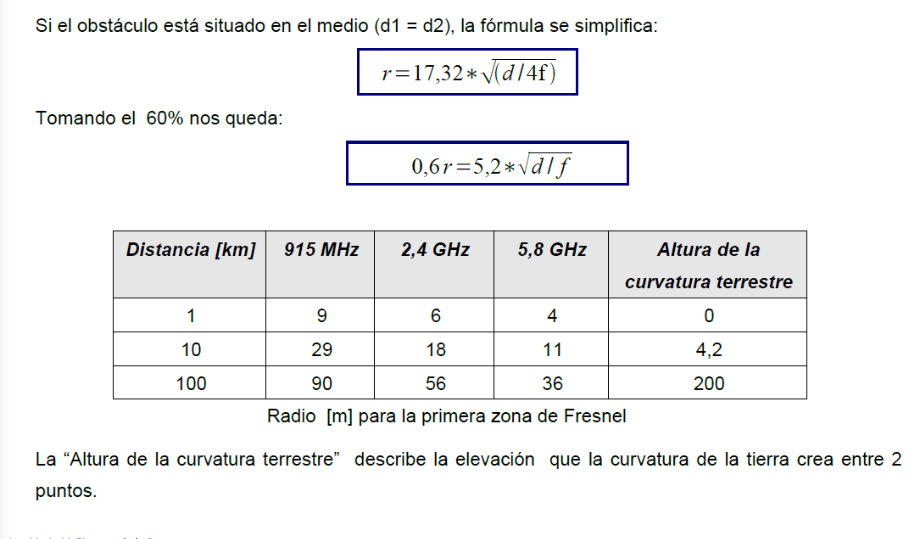 Si el obstáculo está situado en el medio (d1 = d2), la fórmula se simplifica:
r=17,32*√(d/4f)
Tomando el 60% nos queda:
0,6r=5,2*√d/f
Distancia [km] 915 MHz 2,4 GHz 5,8 GHz Altura de la curvatura terrestre
1 9 6 4 0
10 29 18 11 4,2
100 90 56 36 200
Radio [m] para la primera zona de Fresnel
La “Altura de la curvatura terrestre” describe la elevación que la curvatura de la tierra crea entre 2
puntos.